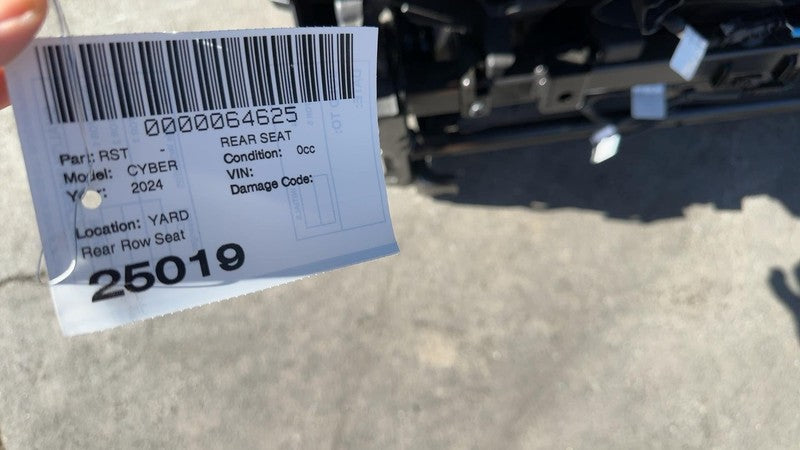 0000064625
Part: RST -
REAR SEAT
Model: CYBER
Condition: 0cc
Year: 2024
VIN:
Damage Code:
Location: YARD
Rear Row Seat
25019